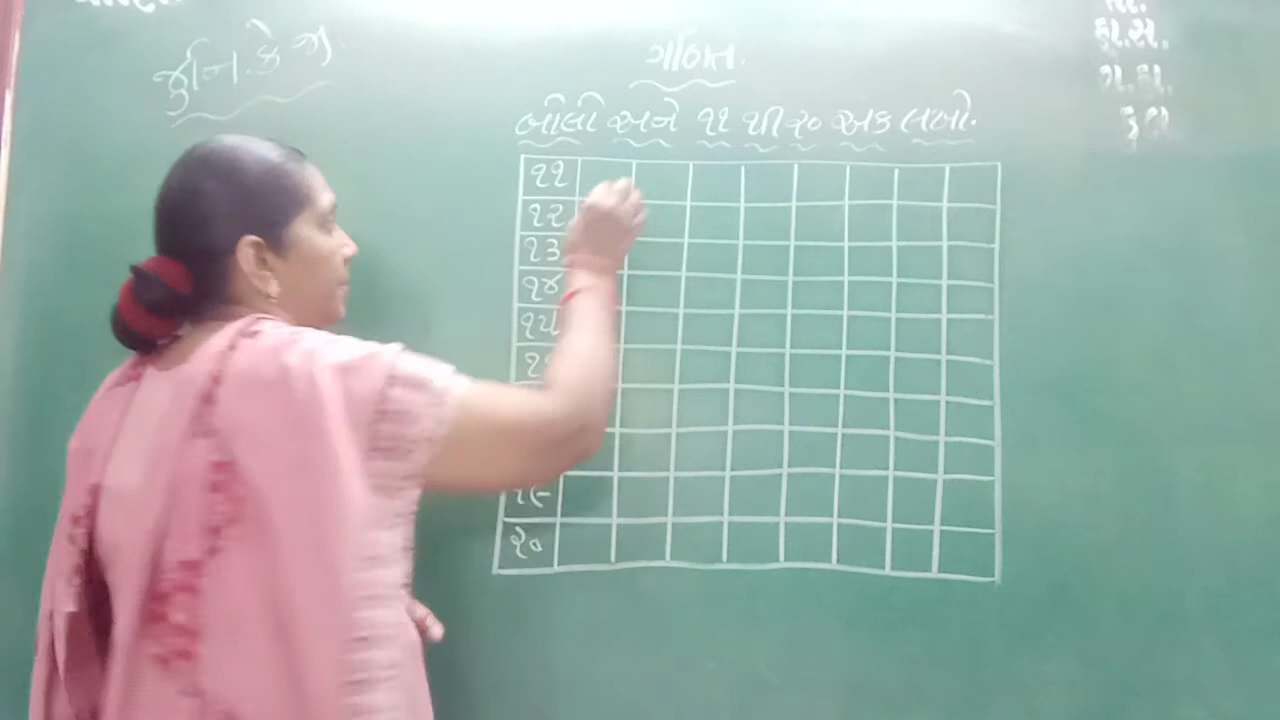 જુનિ. કે. જી.
ગણિત.
બોલો અને ૧૧ થી ૨૦ અંક લખો.
૧૧
૧૨
૧૩
૧૪
૧૫
૧૯
૨૦
હા.સ.
ગ.હા.
કુલ